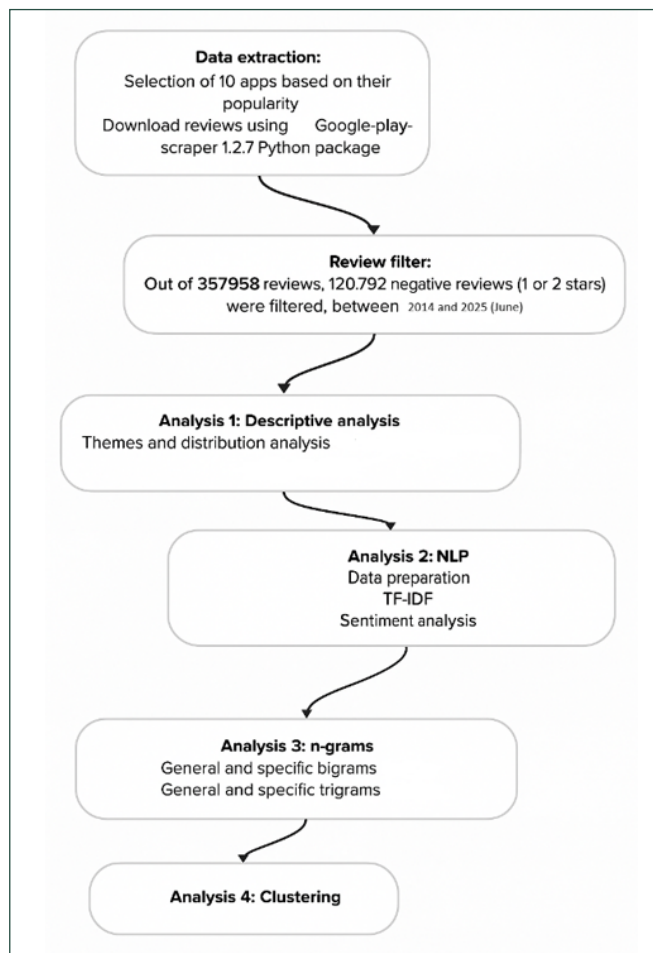 Data extraction:
Selection of 10 apps based on their
popularity
Download reviews using Google-play-
scraper 1.2.7 Python package
Review filter:
Out of 357958 reviews, 120.792 negative reviews (1 or 2 stars)
were filtered, between 2014 and 2025 (June)
Analysis 1: Descriptive analysis
Themes and distribution analysis
Analysis 2: NLP
Data preparation
TF-IDF
Sentiment analysis
Analysis 3: n-grams
General and specific bigrams
General and specific trigrams
Analysis 4: Clustering